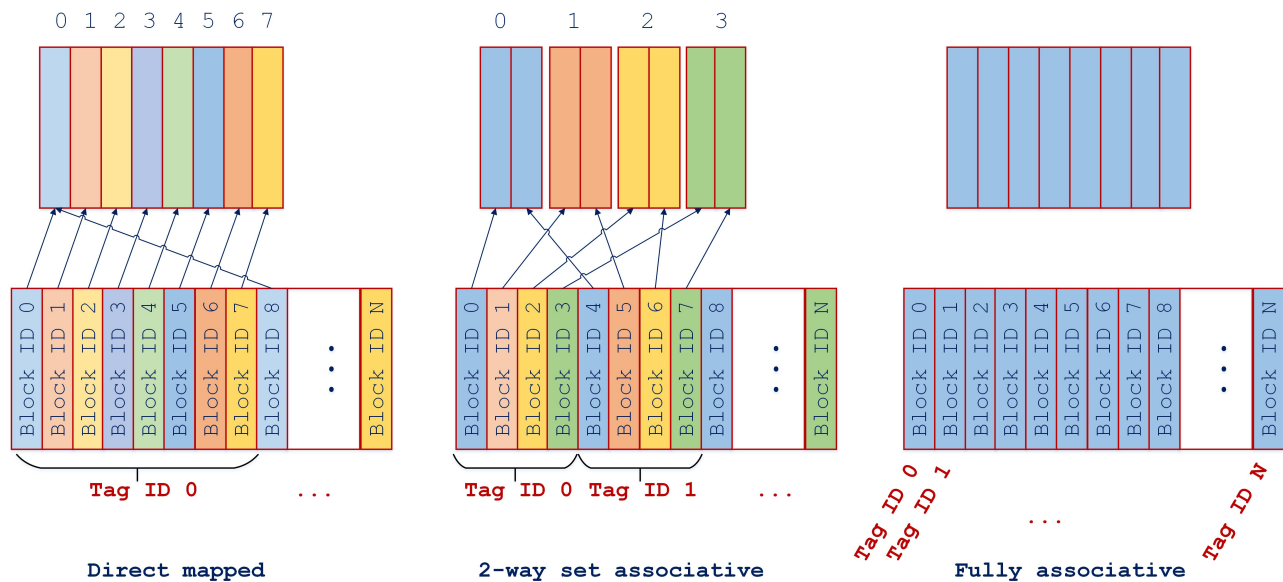 0 1 2 3 4 5 6 7
0 1 2 3
Block ID 0
Block ID 1
Block ID 2
Block ID 3
Block ID 4
Block ID 5
Block ID 6
Block ID 7
Block ID 8
Block ID N
Tag ID 0
...
Direct mapped
Block ID 0
Block ID 1
Block ID 2
Block ID 3
Block ID 4
Block ID 5
Block ID 6
Block ID 7
Block ID 8
Block ID N
Tag ID 0
Tag ID 1
...
2-way set associative
Block ID 0
Block ID 1
Block ID 2
Block ID 3
Block ID 4
Block ID 5
Block ID 6
Block ID 7
Block ID 8
Block ID N
Tag ID 0
Tag ID 1
...
Tag ID N
Fully associative